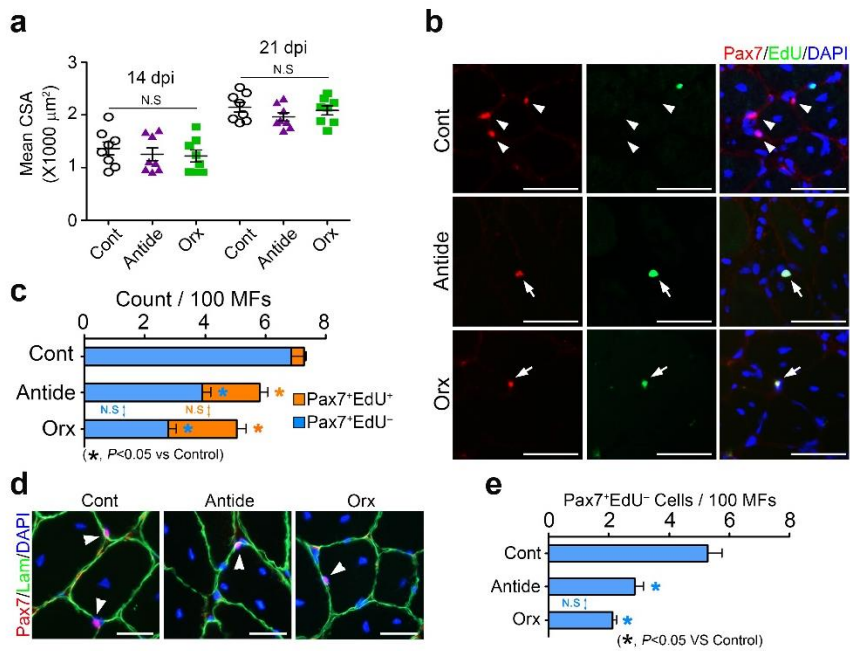 a
14 dpi
21 dpi
N.S
N.S
Mean CSA
(X1000 μm²)
3
2
1
0
Cont
Antide
Orx
Cont
Antide
Orx
b
Pax7/EdU/DAPI
Cont
Antide
Orx
c
Count / 100 MFs
0 2 4 6 8
Cont
Antide * *
N.S N.S
Orx * *
Pax7⁺EdU⁺
Pax7⁺EdU⁻
(*, P<0.05 vs Control)
d
Cont Antide Orx
Pax7/Lam/DAPI
e
Pax7⁺EdU⁻ Cells / 100 MFs
0 2 4 6 8
Cont
Antide *
N.S
Orx *
(*, P<0.05 VS Control)